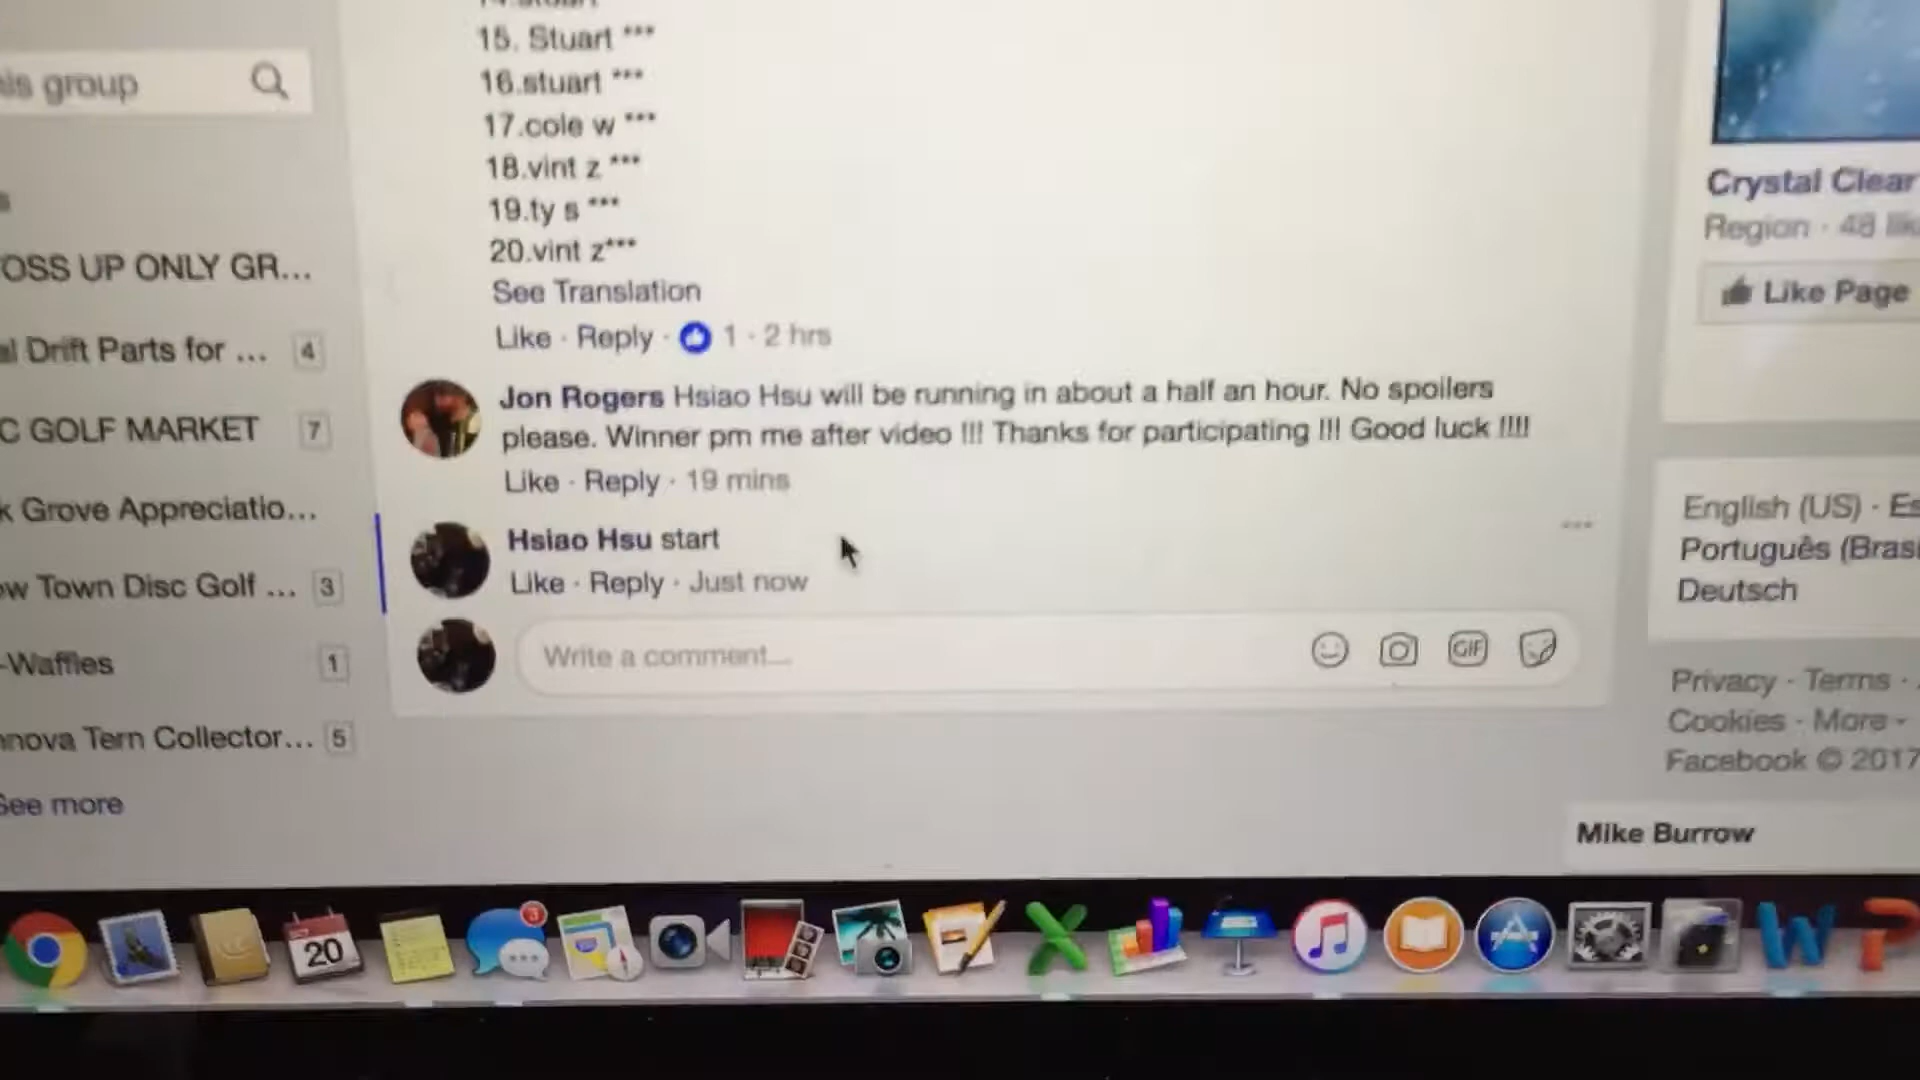 15. Stuart ***
16.stuart ***
17.cole w ***
18.vint z ***
19.ty s ***
20.vint z***
See Translation
Like · Reply · 1 · 2 hrs
Jon Rogers Hsiao Hsu will be running in about a half an hour. No spoilers
please. Winner pm me after video !!! Thanks for participating !!! Good luck !!!!
Like · Reply · 19 mins
Hsiao Hsu start
Like · Reply · Just now
Write a comment...
GIF
his group
OSS UP ONLY GR...
al Drift Parts for ... 4
C GOLF MARKET 7
k Grove Appreciatio...
ow Town Disc Golf ... 3
-Waffles 1
nnova Tern Collector... 5
See more
Crystal Clear
Region · 48
Like Page
English (US) · Es
Português (Brasi
Deutsch
Privacy · Terms ·
Cookies · More
Facebook © 2017
Mike Burrow
20
3